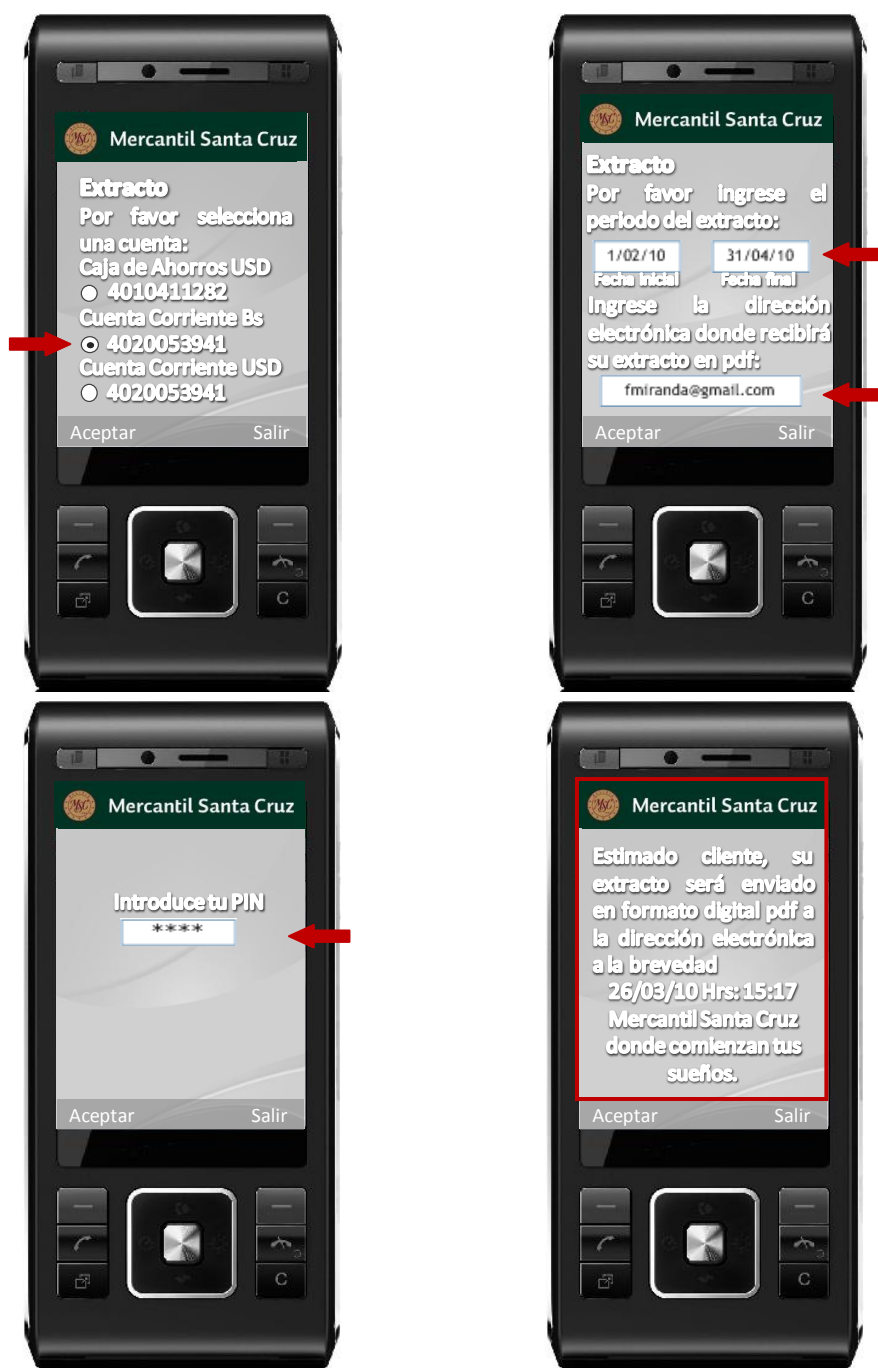 Mercantil Santa Cruz
Extracto
Por favor selecciona
una cuenta:
Caja de Ahorros USD
4010411282
Cuenta Corriente Bs
4020053941
Cuenta Corriente USD
4020053941
Aceptar Salir
C
Mercantil Santa Cruz
Extracto
Por favor ingrese el
periodo del extracto:
1/02/10 31/04/10
Fecha inicial Fecha final
Ingrese la dirección
electrónica donde recibirá
su extracto en pdf:
fmiranda@gmail.com
Aceptar Salir
C
Mercantil Santa Cruz
Introduce tu PIN
****
Aceptar Salir
C
Mercantil Santa Cruz
Estimado cliente, su
extracto será enviado
en formato digital pdf a
la dirección electrónica
a la brevedad
26/03/10 Hrs: 15:17
Mercantil Santa Cruz
donde comienzan tus
sueños.
Aceptar Salir
C